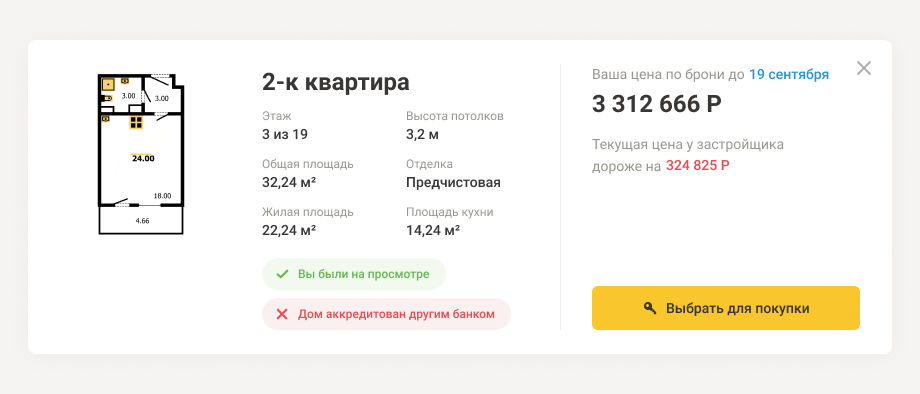 3.00
3.00
24.00
18.00
4.66
2-к квартира
Этаж
3 из 19
Высота потолков
3,2 м
Общая площадь
32,24 м²
Отделка
Предчистовая
Жилая площадь
22,24 м²
Площадь кухни
14,24 м²
Вы были на просмотре
Дом аккредитован другим банком
Ваша цена по брони до 19 сентября
3 312 666 Р
Текущая цена у застройщика
дороже на 324 825 Р
Выбрать для покупки